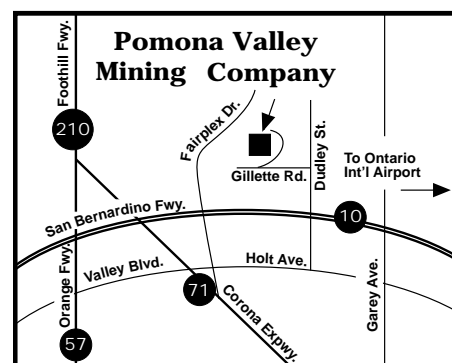 Pomona Valley
Mining Company
Foothill Fwy.
210
Fairplex Dr.
Dudley St.
Gillette Rd.
To Ontario
Int'l Airport
San Bernardino Fwy.
10
Orange Fwy.
Valley Blvd.
Holt Ave.
71
Corona Expwy.
Garey Ave.
57